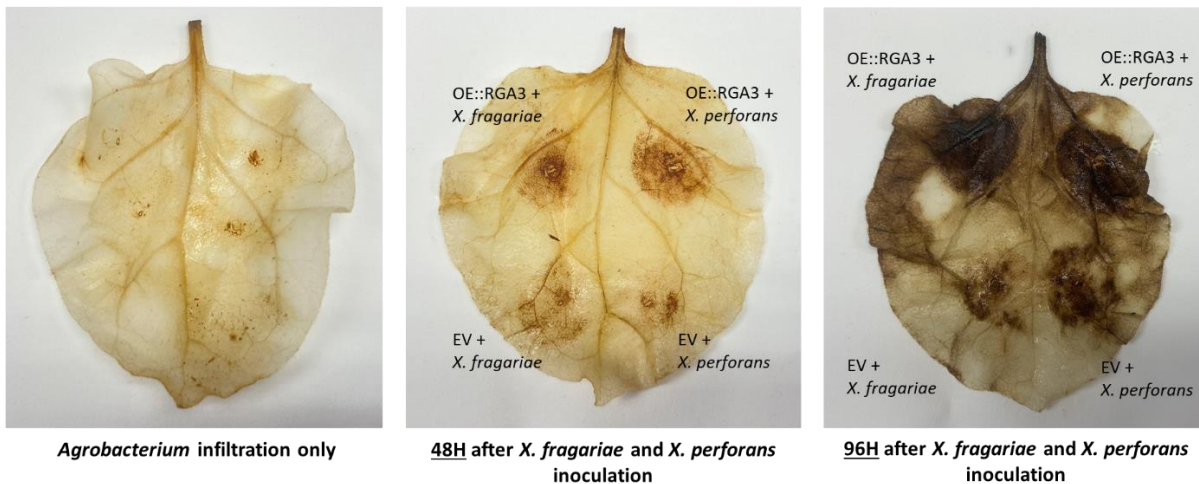 OE::RGA3 +
X. fragariae
OE::RGA3 +
X. perforans
EV +
X. fragariae
EV +
X. perforans
OE::RGA3 +
X. fragariae
OE::RGA3 +
X. perforans
EV +
X. fragariae
EV +
X. perforans
Agrobacterium infiltration only
48H after X. fragariae and X. perforans
inoculation
96H after X. fragariae and X. perforans
inoculation